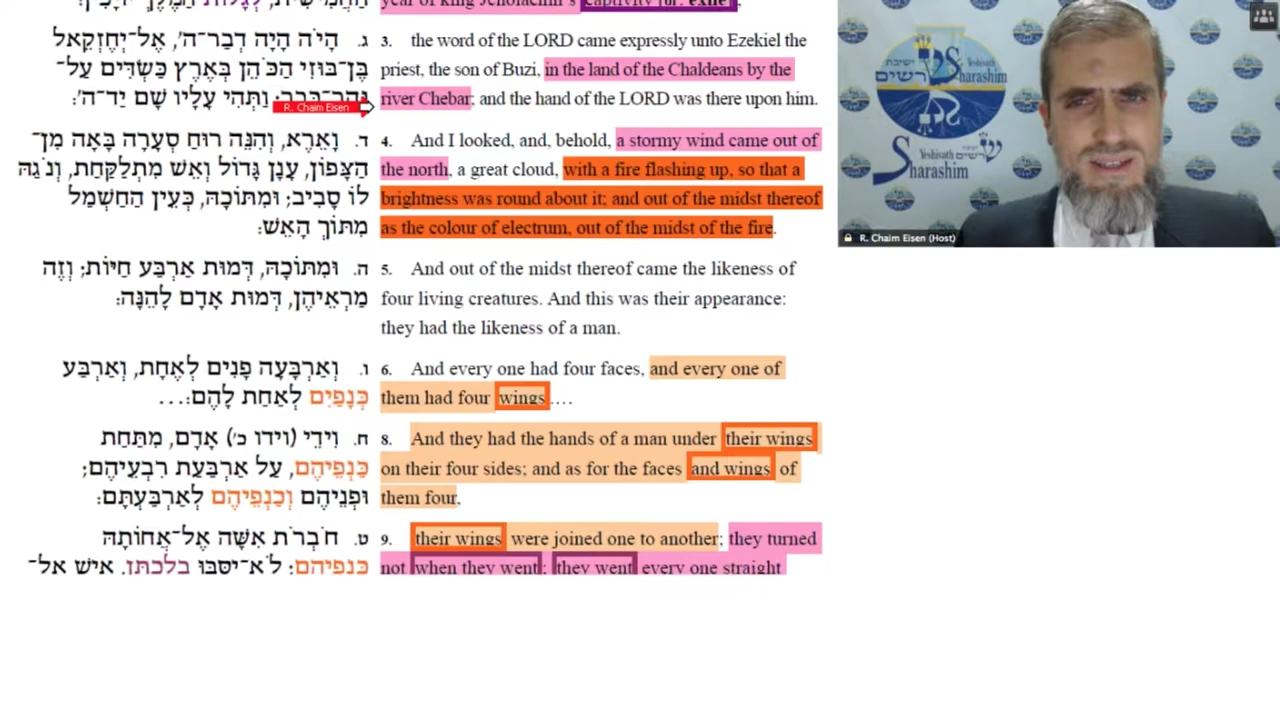 year of king Jehoiachin's captivity [or: exile],
ג. הָיֹה הָיָה דְבַר־ה', אֶל־יְחֶזְקֵאל
3. the word of the LORD came expressly unto Ezekiel the
בֶּן־בּוּזִי הַכֹּהֵן בְּאֶרֶץ כַּשְׂדִּים עַל־
priest, the son of Buzi, in the land of the Chaldeans by the
וַתְּהִי עָלָיו שָׁם יַד־ה':
R. Chaim Eisen
river Chebar; and the hand of the LORD was there upon him.
ד. וָאֵרֶא, וְהִנֵּה רוּחַ סְעָרָה בָּאָה מִן־
4. And I looked, and, behold, a stormy wind came out of
הַצָּפוֹן, עָנָן גָּדוֹל וְאֵשׁ מִתְלַקַּחַת, וְנֹגַהּ
the north, a great cloud, with a fire flashing up, so that a
לוֹ סָבִיב; וּמִתּוֹכָהּ, כְּעֵין הַחַשְׁמַל
brightness was round about it; and out of the midst thereof
מִתּוֹךְ הָאֵשׁ:
as the colour of electrum, out of the midst of the fire.
ה. וּמִתּוֹכָהּ, דְּמוּת אַרְבַּע חַיּוֹת; וְזֶה
5. And out of the midst thereof came the likeness of
מַרְאֵיהֶן, דְּמוּת אָדָם לָהֵנָּה:
four living creatures. And this was their appearance:
they had the likeness of a man.
ו. וְאַרְבָּעָה פָנִים לְאֶחָת, וְאַרְבַּע
6. And every one had four faces, and every one of
כְּנָפַיִם לְאַחַת לָהֶם:…
them had four wings….
ח. וִידֵי (וידו כ') אָדָם, מִתַּחַת
8. And they had the hands of a man under their wings
כַּנְפֵיהֶם, עַל אַרְבַּעַת רִבְעֵיהֶם;
on their four sides; and as for the faces and wings of
וּפְנֵיהֶם וְכַנְפֵיהֶם לְאַרְבַּעְתָּם:
them four,
ט. חֹבְרֹת אִשָּׁה אֶל־אֲחוֹתָהּ
9. their wings were joined one to another; they turned
כַּנְפֵיהֶם: לֹא־יִסַּבּוּ בְלֶכְתָּן, אִישׁ אֶל־
not when they went; they went every one straight
ישיבת שרשים
Yeshivath Sharashim
Yeshivath
Sharashim
R. Chaim Eisen (Host)